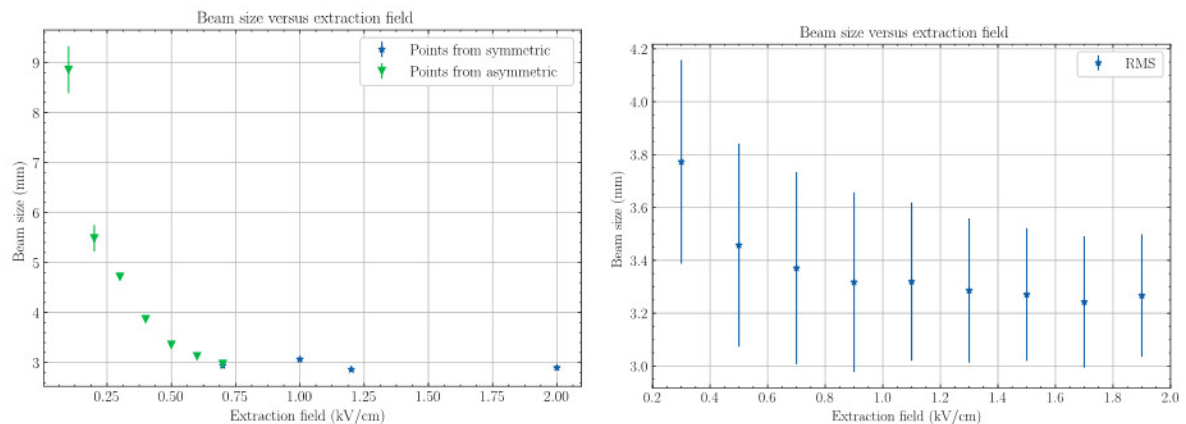 Beam size versus extraction field
Points from symmetric
Points from asymmetric
Beam size (mm)
9
8
7
6
5
4
3
0.25 0.50 0.75 1.00 1.25 1.50 1.75 2.00
Extraction field (kV/cm)
Beam size versus extraction field
RMS
Beam size (mm)
4.2
4.0
3.8
3.6
3.4
3.2
3.0
0.2 0.4 0.6 0.8 1.0 1.2 1.4 1.6 1.8 2.0
Extraction field (kV/cm)